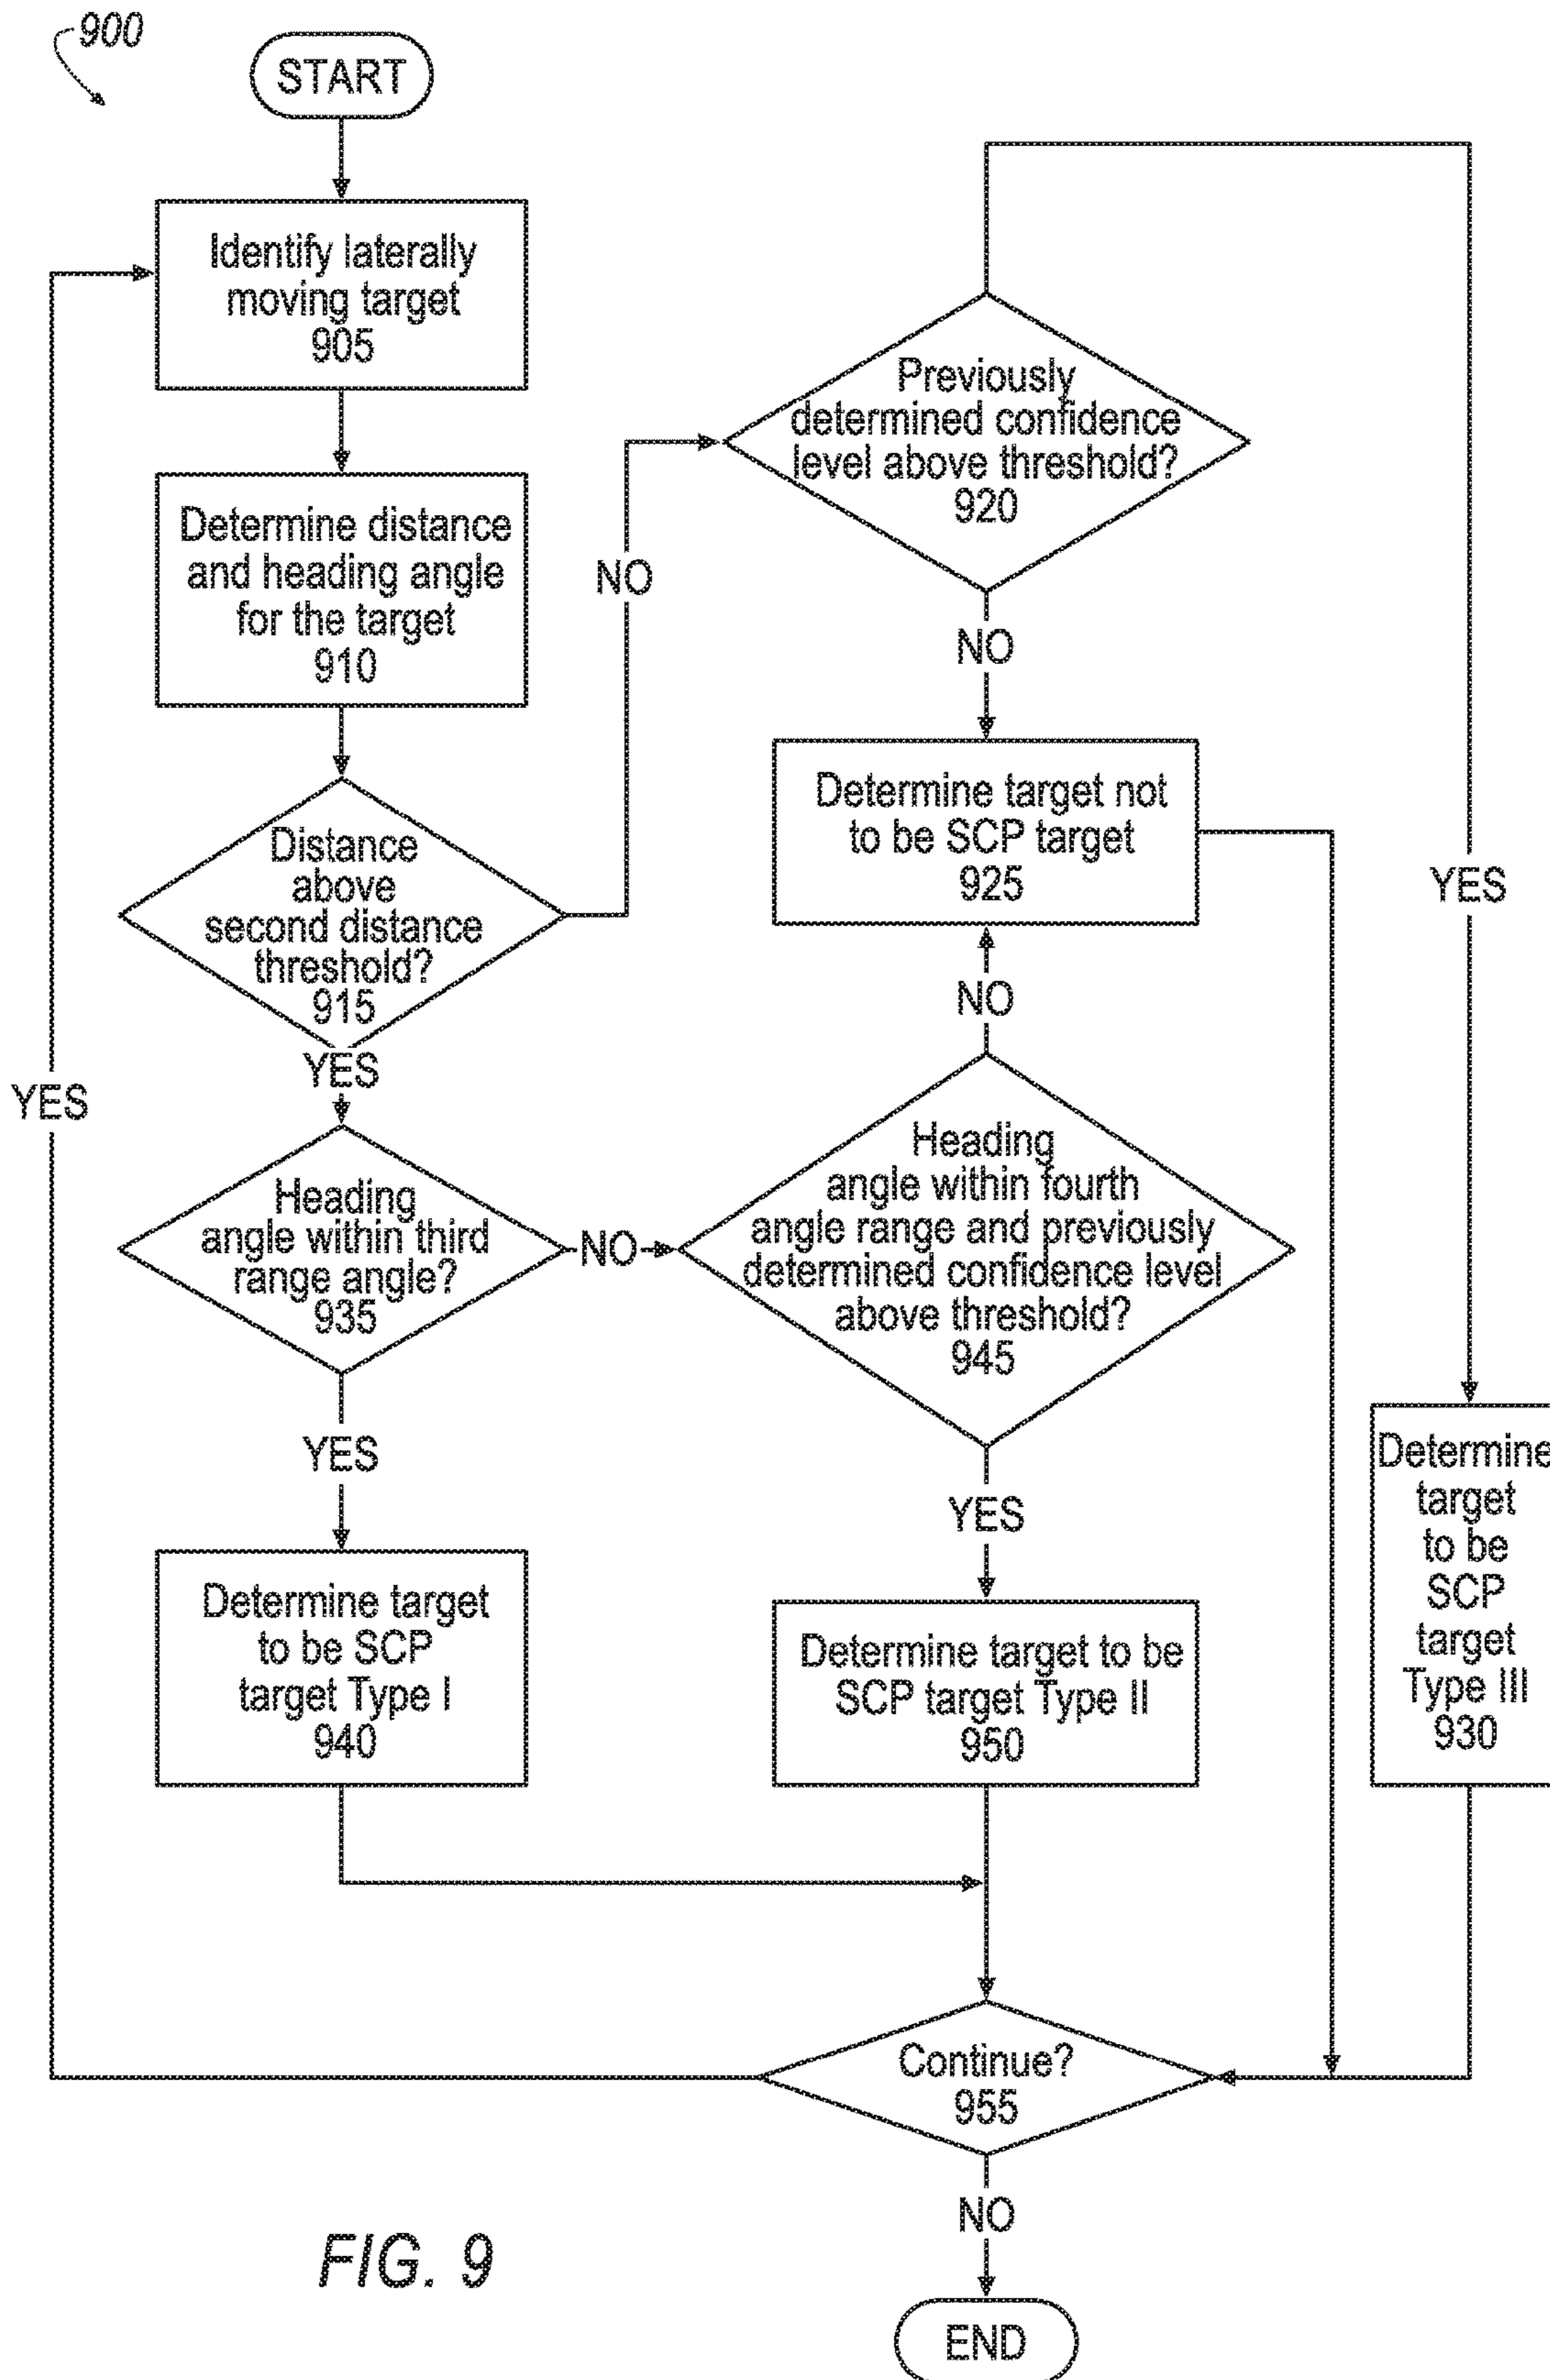 900
START
Identify laterally
moving target
905
Determine distance
and heading angle
for the target
910
Distance
above
second distance
threshold?
915
NO
YES
Previously
determined confidence
level above threshold?
920
NO
YES
Determine target not
to be SCP target
925
NO
Heading
angle within third
range angle?
935
NO
Heading
angle within fourth
angle range and previously
determined confidence level
above threshold?
945
YES
YES
Determine target
to be SCP
target Type I
940
Determine target to be
SCP target Type II
950
Determine
target
to be
SCP
target
Type III
930
YES
Continue?
955
NO
END
FIG. 9